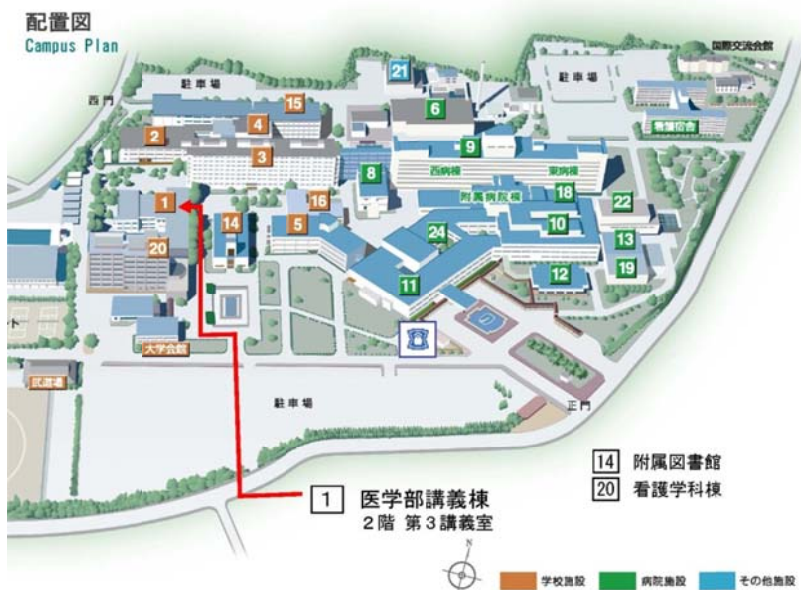 配置図
Campus Plan
国際交流会館
駐車場
駐車場
西門
21
15
6
4
2
看護宿舎
3
9
西病棟
東病棟
8
18
附属病院棟
1
16
22
14
5
10
24
13
20
12
19
11
ート
大学会館
武道場
駐車場
正門
14 附属図書館
20 看護学科棟
1 医学部講義棟
2階 第3講義室
N
学校施設
病院施設
その他施設